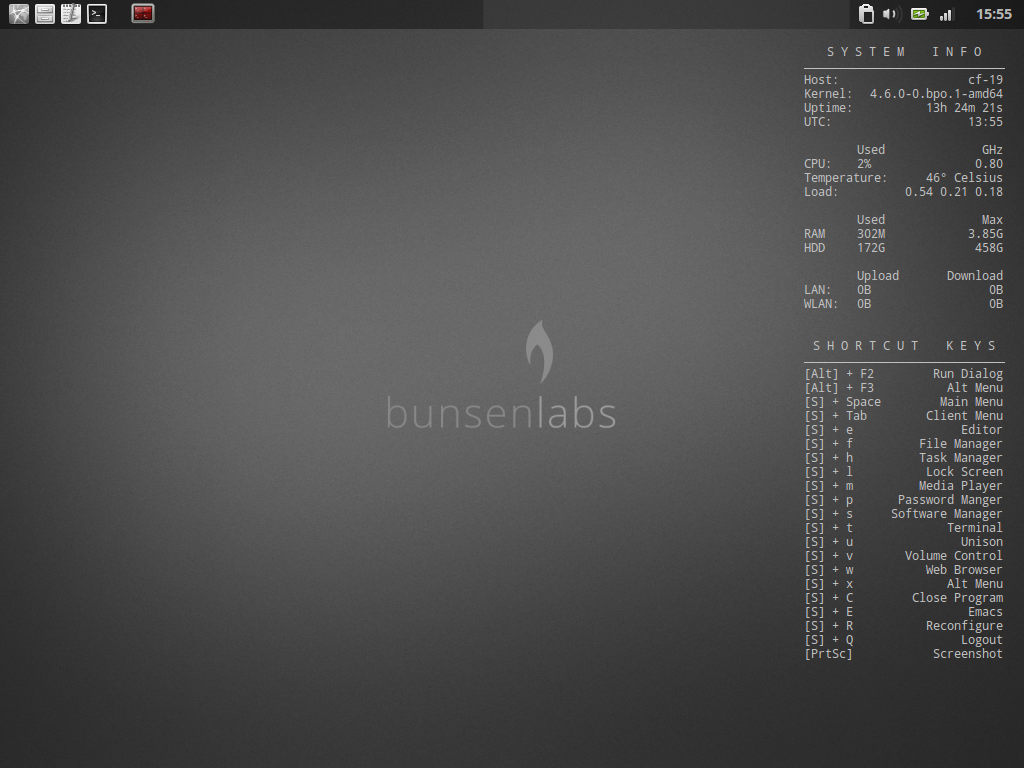 15:55
SYSTEM INFO
Host: cf-19
Kernel: 4.6.0-0.bpo.1-amd64
Uptime: 13h 24m 21s
UTC: 13:55
Used GHz
CPU: 2% 0.80
Temperature: 46° Celsius
Load: 0.54 0.21 0.18
Used Max
RAM 302M 3.85G
HDD 172G 458G
Upload Download
LAN: 0B 0B
WLAN: 0B 0B
SHORTCUT KEYS
[Alt] + F2 Run Dialog
[Alt] + F3 Alt Menu
[S] + Space Main Menu
[S] + Tab Client Menu
[S] + e Editor
[S] + f File Manager
[S] + h Task Manager
[S] + l Lock Screen
[S] + m Media Player
[S] + p Password Manger
[S] + s Software Manager
[S] + t Terminal
[S] + u Unison
[S] + v Volume Control
[S] + w Web Browser
[S] + x Alt Menu
[S] + C Close Program
[S] + E Emacs
[S] + R Reconfigure
[S] + Q Logout
[PrtSc] Screenshot
bunsenlabs